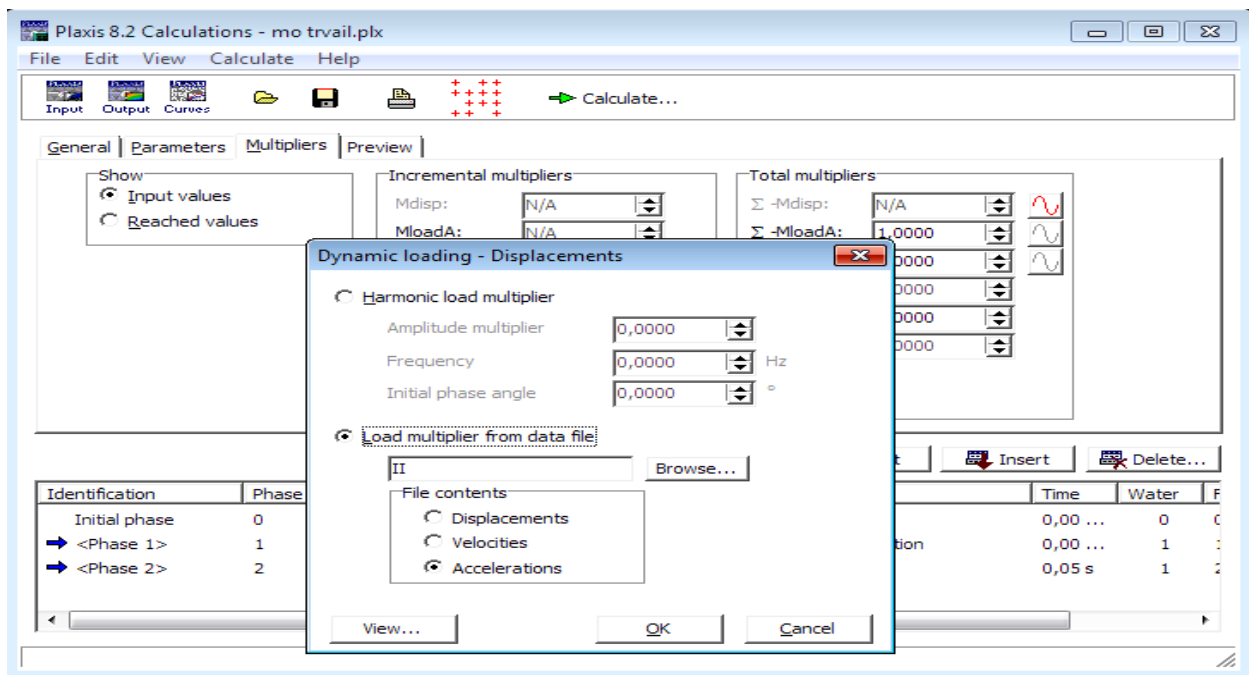 Plaxis 8.2 Calculations - mo trvail.plx
File Edit View Calculate Help
Input Output Curves Calculate...
General Parameters Multipliers Preview
Show Incremental multipliers Total multipliers
Input values Mdisp: N/A Σ -Mdisp: N/A
Reached values MloadA: N/A Σ -MloadA: 1,0000
Dynamic loading - Displacements
0000
Harmonic load multiplier 0000
Amplitude multiplier 0,0000 0000
Frequency 0,0000 Hz 0000
Initial phase angle 0,0000 °
Load multiplier from data file
Insert Delete...
II Browse...
File contents
Identification Phase Time Water F
Displacements
Initial phase 0 0,00 ... 0
Velocities
<Phase 1> 1 tion 0,00 ... 1
Accelerations
<Phase 2> 2 0,05 s 1 2
View... OK Cancel